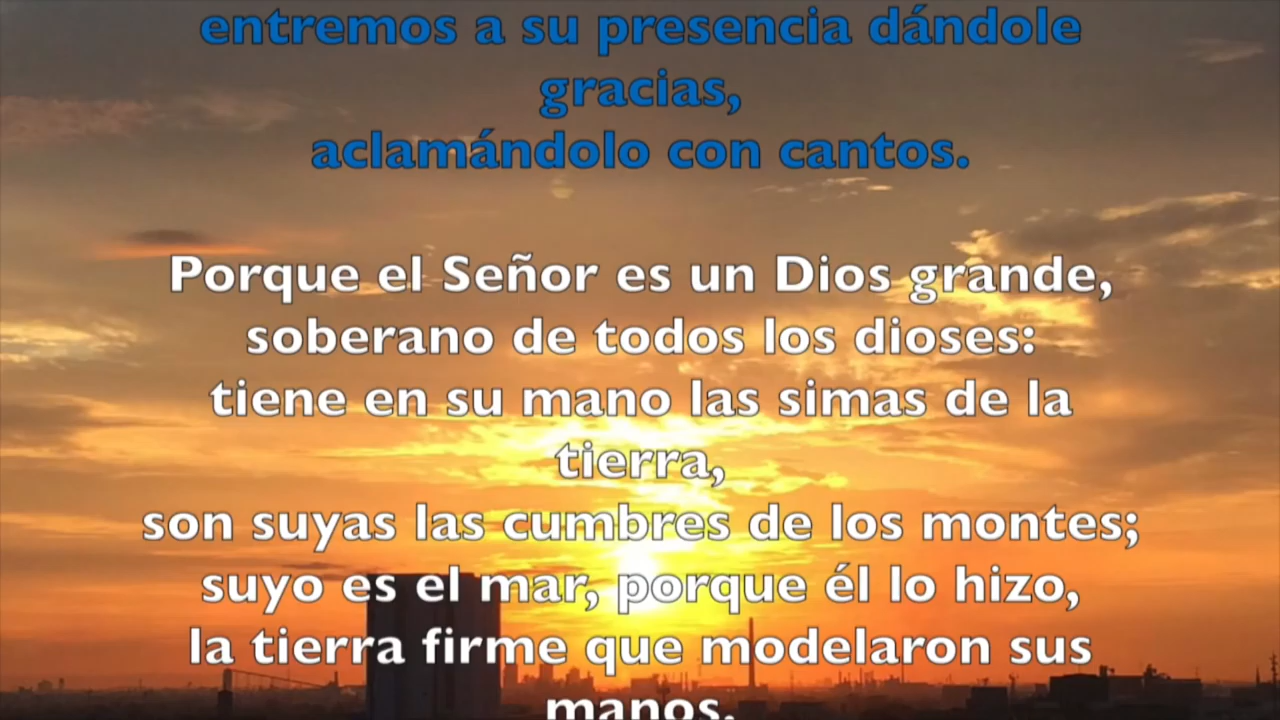 entremos a su presencia dándole
gracias,
aclamándolo con cantos.
Porque el Señor es un Dios grande,
soberano de todos los dioses:
tiene en su mano las simas de la
tierra,
son suyas las cumbres de los montes;
suyo es el mar, porque él lo hizo,
la tierra firme que modelaron sus
manos.